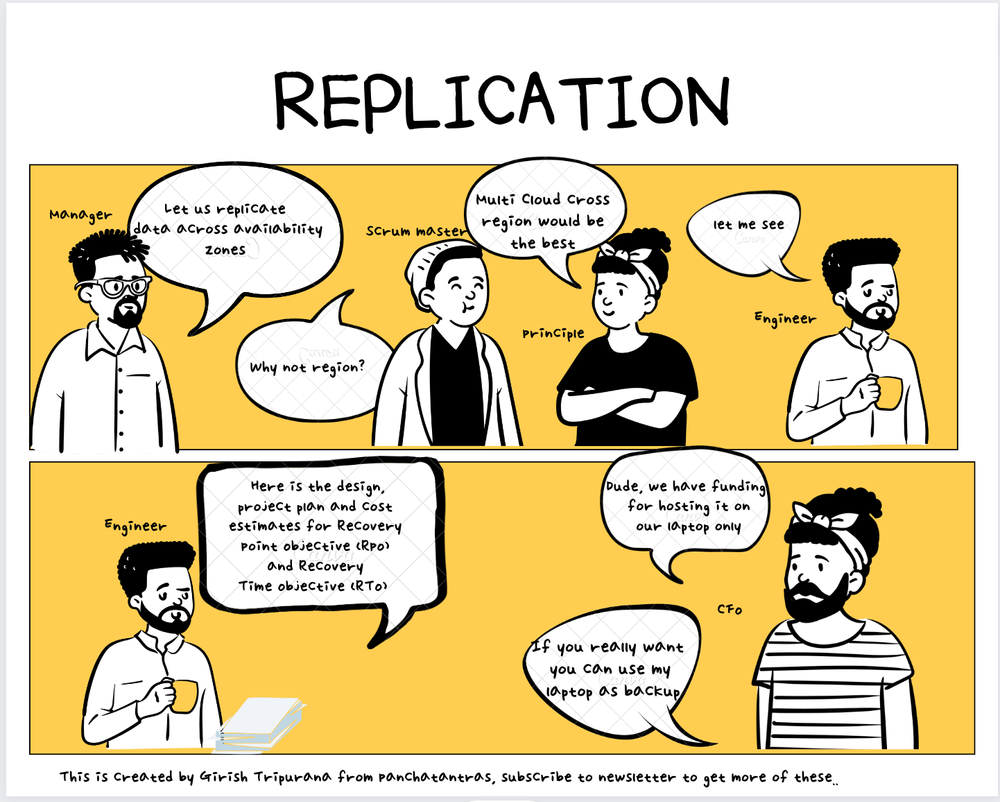 REPLICATION
Manager
Let us replicate
data across availability
zones
Why not region?
Scrum master
Multi Cloud Cross
region would be
the best
Principle
let me see
Engineer
Engineer
Here is the design,
project plan and Cost
estimates for Recovery
Point objective (RPO)
and Recovery
Time objective (RTO)
Dude, we have funding
for hosting it on
our laptop only
CFO
If you really want
you can use my
laptop as backup
This is Created by Girish Tripurana from Panchatantras, subscribe to newsletter to get more of these..